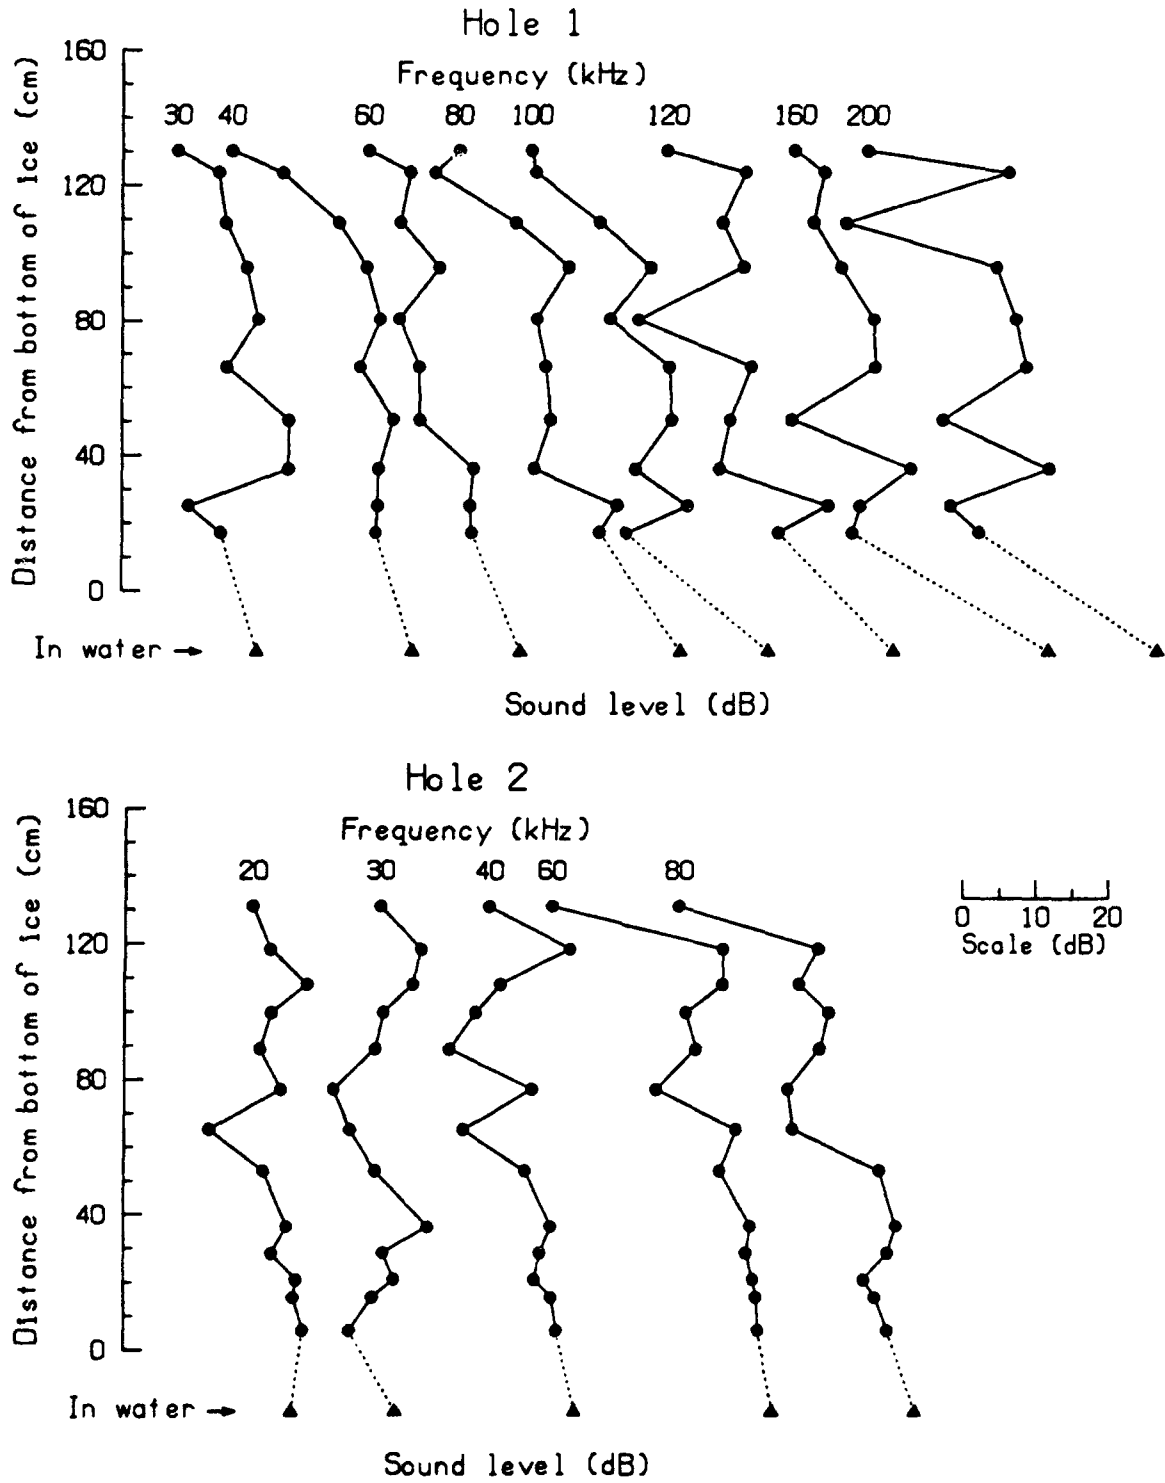 Hole 1
160
Frequency (kHz)
30 40 60 80 100 120 160 200
120
80
40
0
Distance from bottom of ice (cm)
In water →
Sound level (dB)
Hole 2
160
Frequency (kHz)
20 30 40 60 80
120
80
40
0
Distance from bottom of ice (cm)
0 10 20
Scale (dB)
In water →
Sound level (dB)